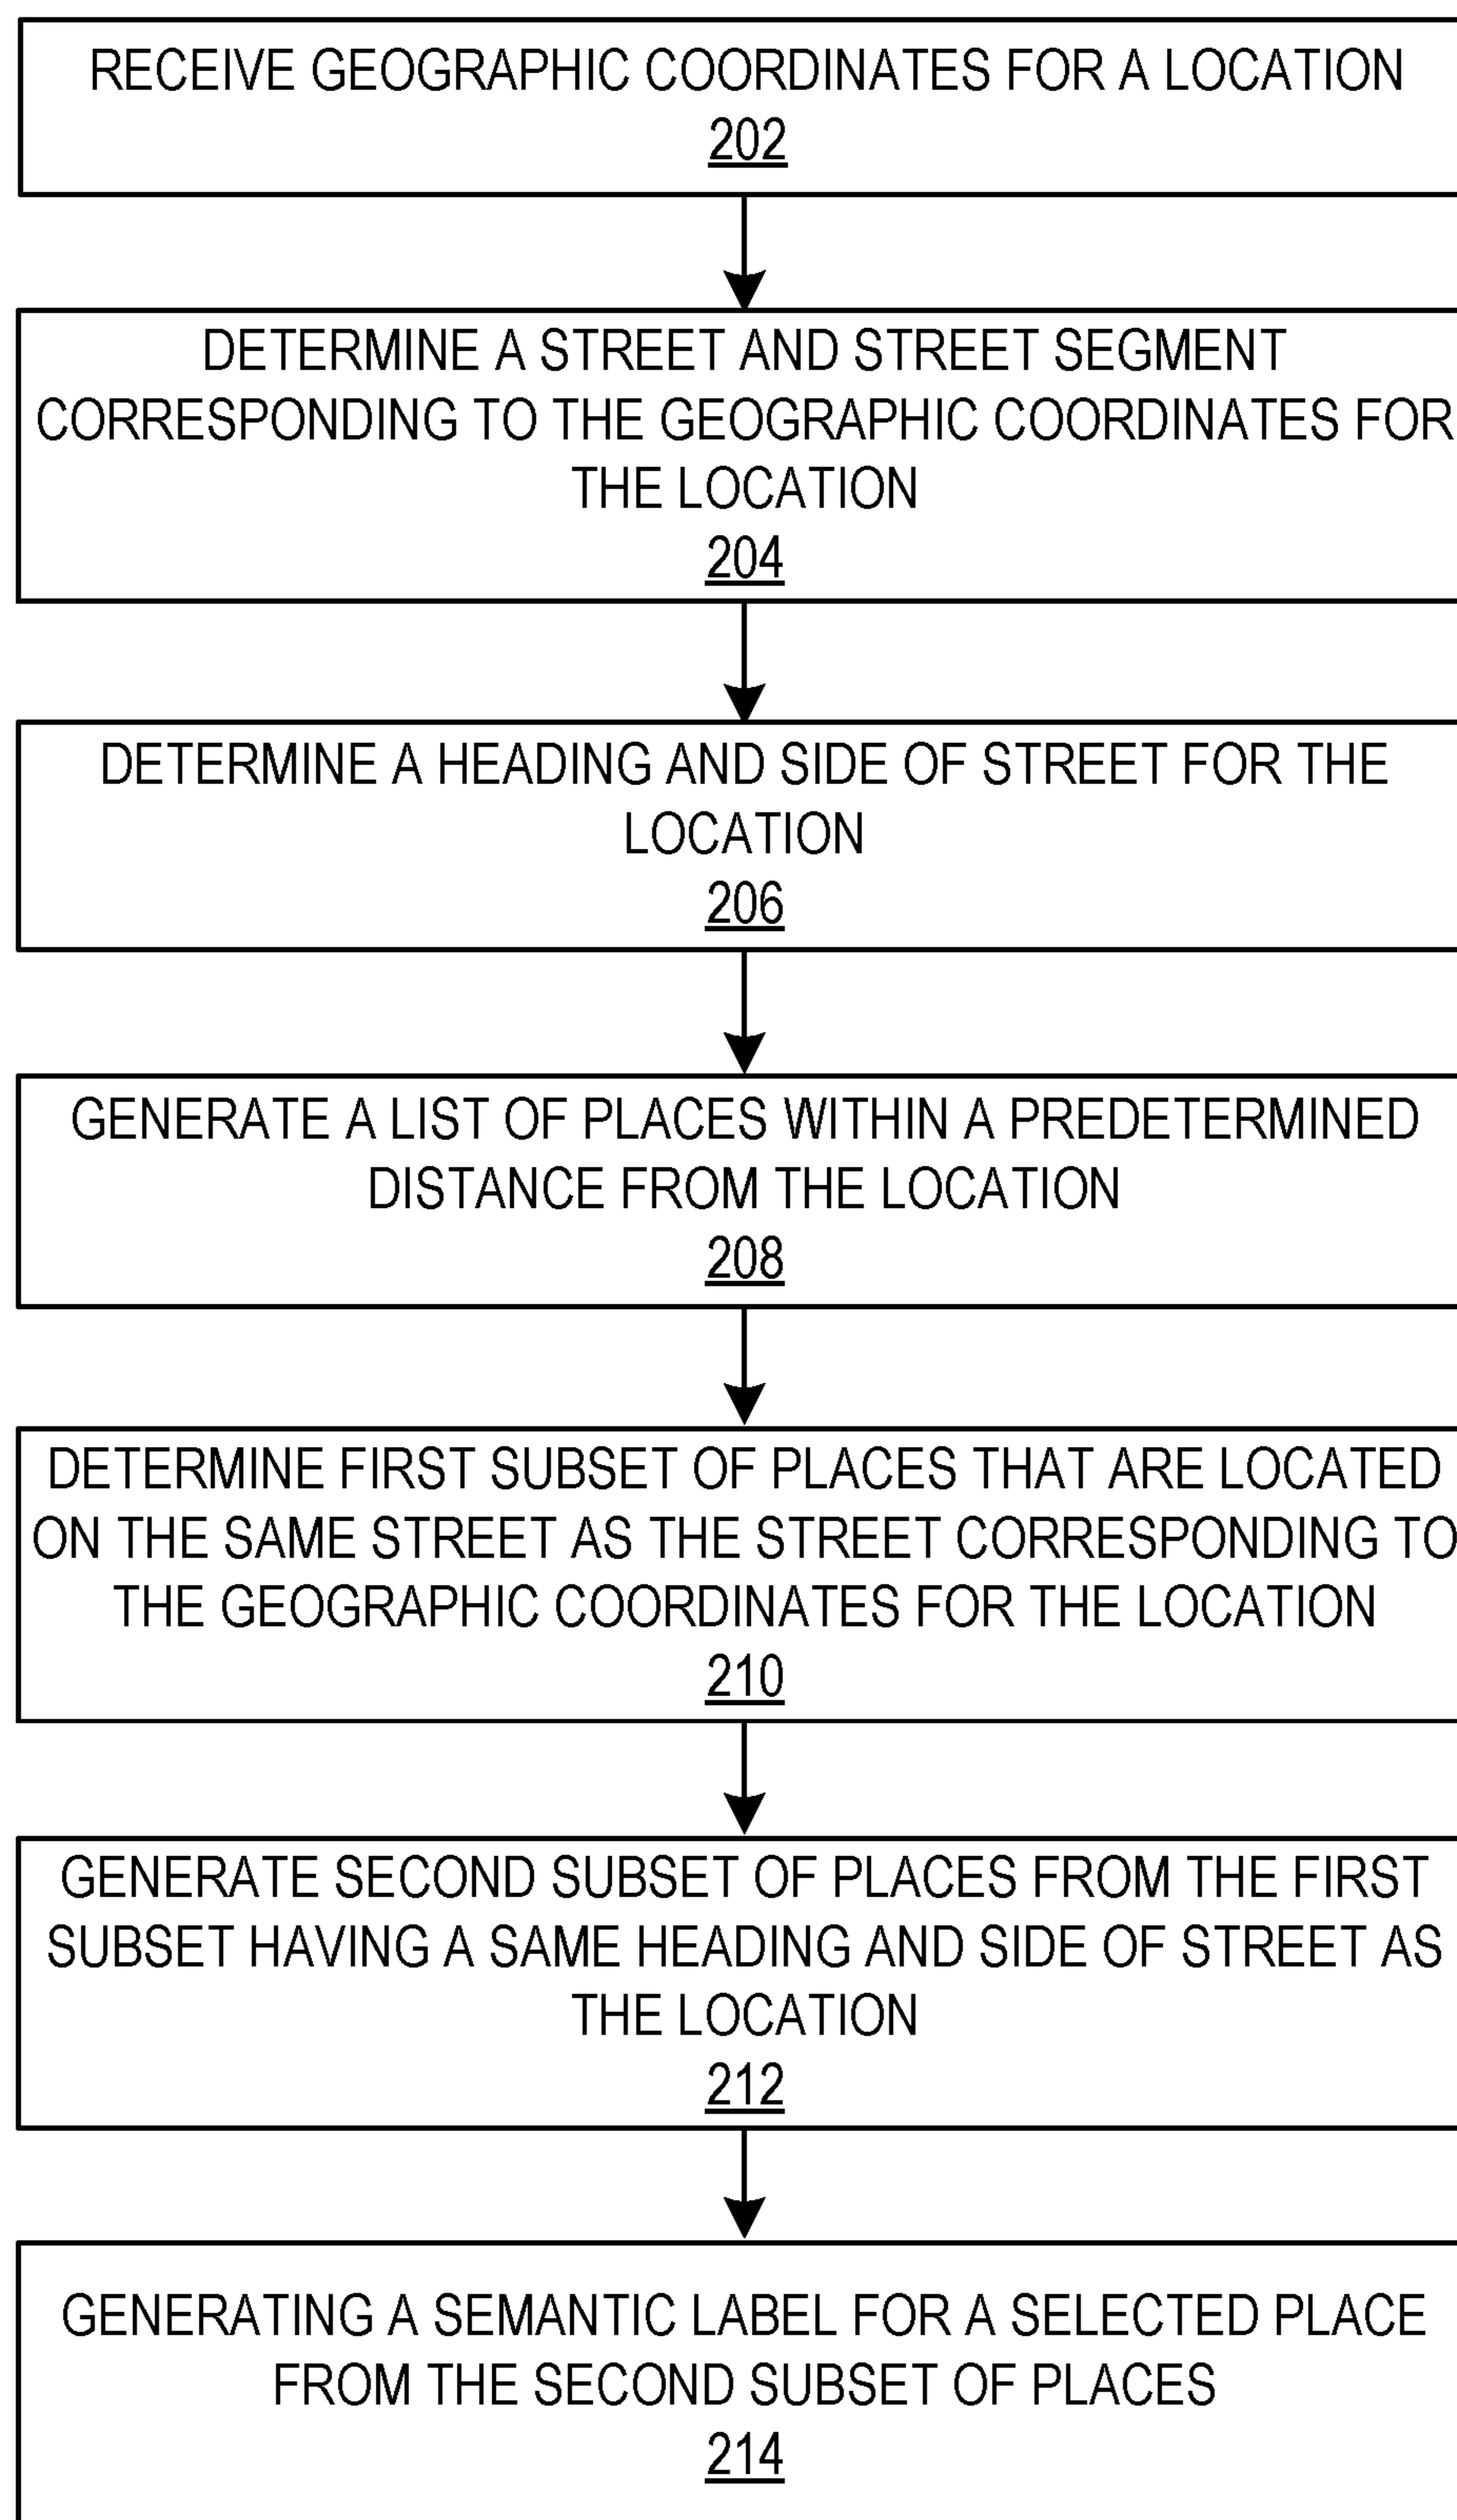 RECEIVE GEOGRAPHIC COORDINATES FOR A LOCATION
202
DETERMINE A STREET AND STREET SEGMENT
CORRESPONDING TO THE GEOGRAPHIC COORDINATES FOR
THE LOCATION
204
DETERMINE A HEADING AND SIDE OF STREET FOR THE
LOCATION
206
GENERATE A LIST OF PLACES WITHIN A PREDETERMINED
DISTANCE FROM THE LOCATION
208
DETERMINE FIRST SUBSET OF PLACES THAT ARE LOCATED
ON THE SAME STREET AS THE STREET CORRESPONDING TO
THE GEOGRAPHIC COORDINATES FOR THE LOCATION
210
GENERATE SECOND SUBSET OF PLACES FROM THE FIRST
SUBSET HAVING A SAME HEADING AND SIDE OF STREET AS
THE LOCATION
212
GENERATING A SEMANTIC LABEL FOR A SELECTED PLACE
FROM THE SECOND SUBSET OF PLACES
214